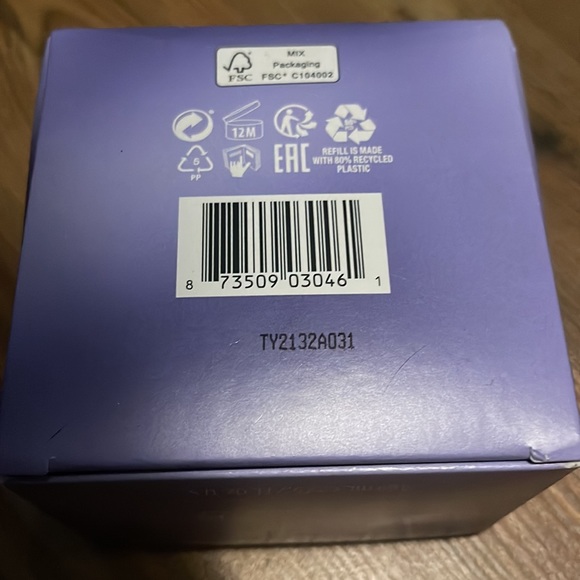 MIX
Packaging
FSC® C104002
FSC
12M
5
PP
EAC
REFILL IS MADE
WITH 80% RECYCLED
PLASTIC
8 73509 03046 1
TY2132A031